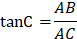 tanC = AB/AC